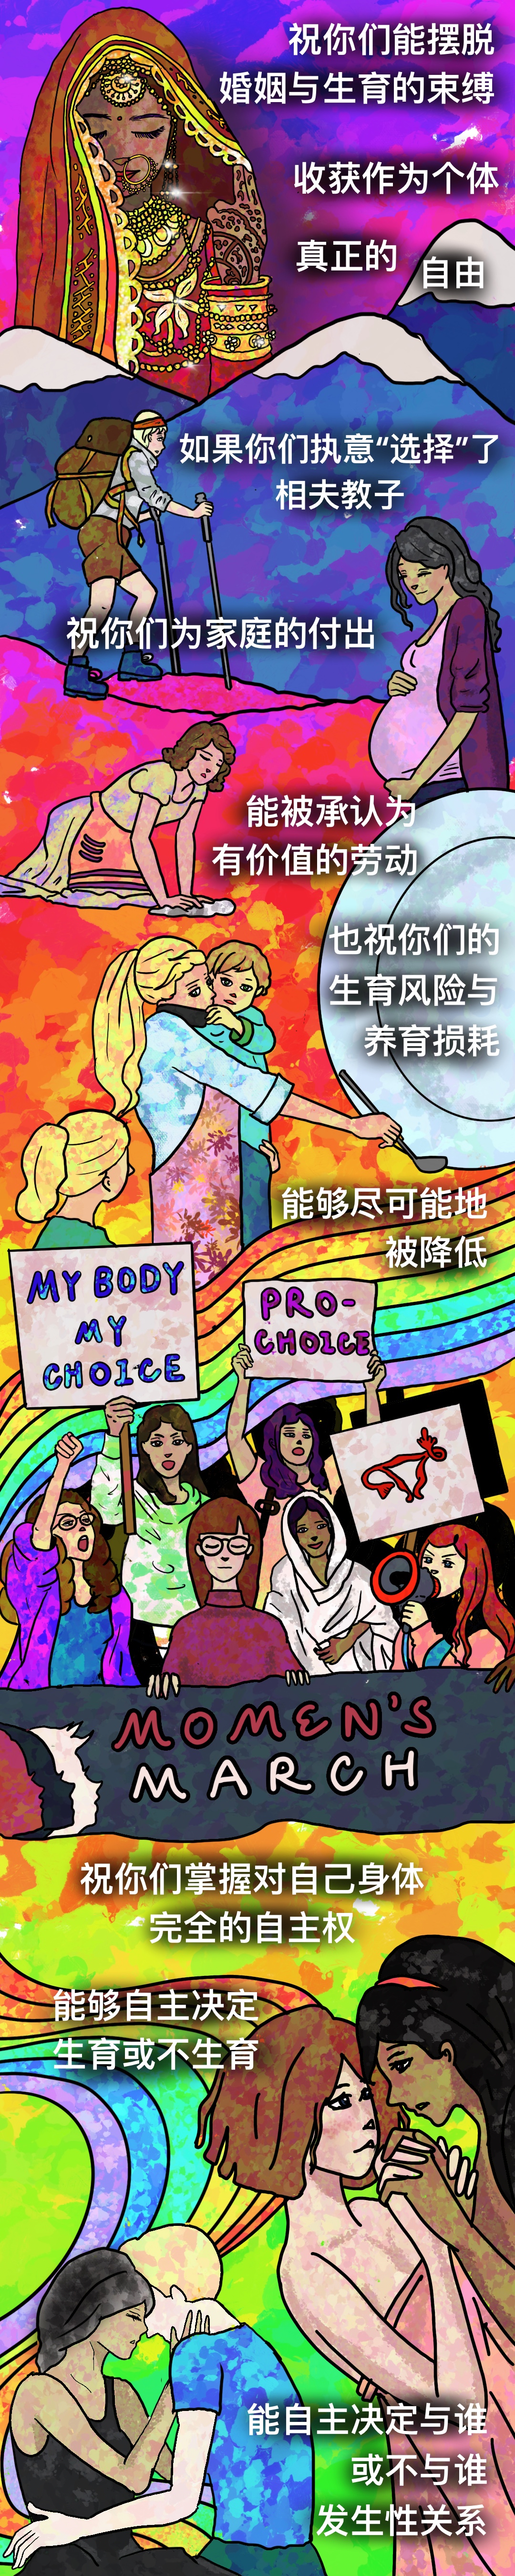 祝你们能摆脱
婚姻与生育的束缚
收获作为个体
真正的 自由
如果你们执意“选择”了
相夫教子
祝你们为家庭的付出
能被承认为
有价值的劳动
也祝你们的
生育风险与
养育损耗
能够尽可能地
被降低
MY BODY
MY
CHOICE
PRO-
CHOICE
MOMEN'S
MARCH
祝你们掌握对自己身体
完全的自主权
能够自主决定
生育或不生育
能自主决定与谁
或不与谁
发生性关系